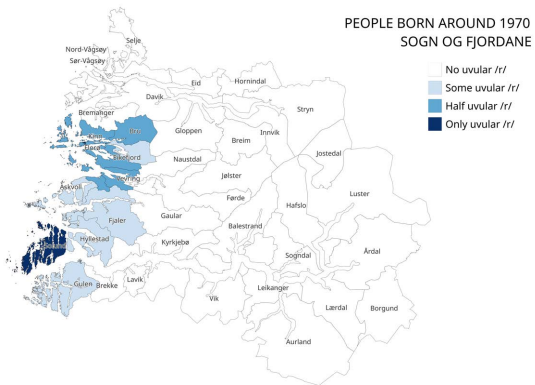 PEOPLE BORN AROUND 1970
SOGN OG FJORDANE
No uvular /r/
Some uvular /r/
Half uvular /r/
Only uvular /r/
Selje
Nord-Vågsøy
Sør-Vågsøy
Eid
Hornindal
Davik
Stryn
Bremanger
Gloppen
Innvik
Breim
Jostedal
Eikefjord
Naustdal
Jølster
Vevring
Askvoll
Førde
Luster
Hafslo
Fjaler
Gaular
Balestrand
Hyllestad
Kyrkjebø
Årdal
Sogndal
Gulen
Brekke
Lavik
Leikanger
Vik
Lærdal
Borgund
Aurland